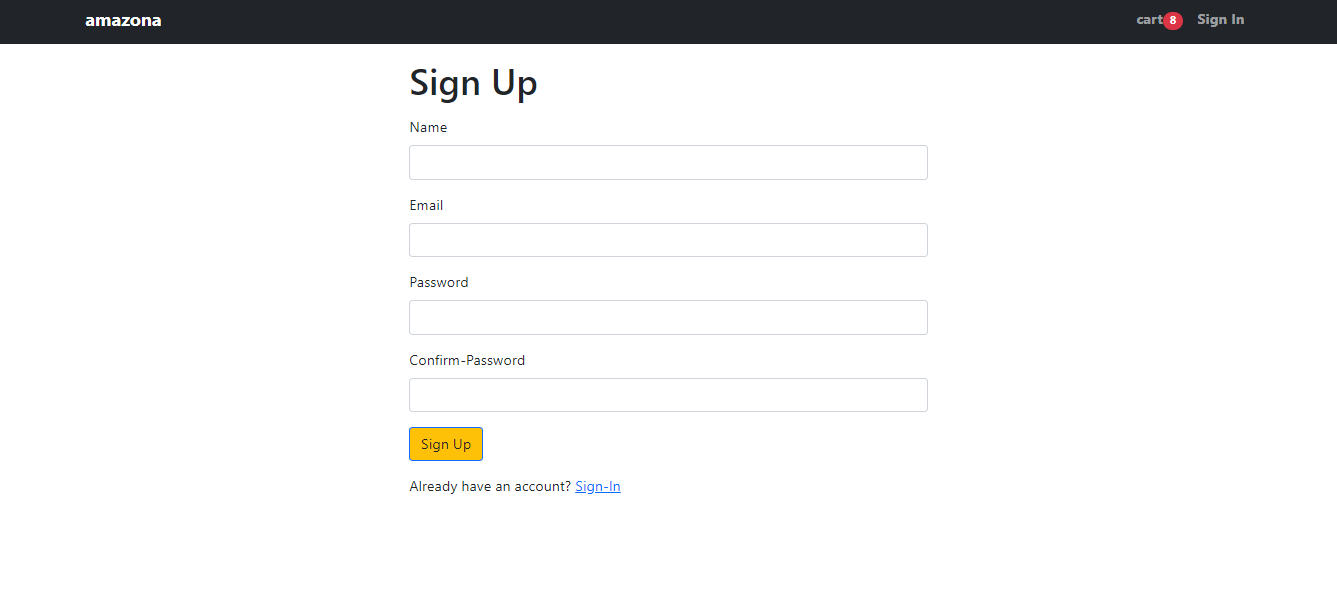 amazona cart 8 Sign In
Sign Up
Name
Email
Password
Confirm-Password
Sign Up
Already have an account? Sign-In